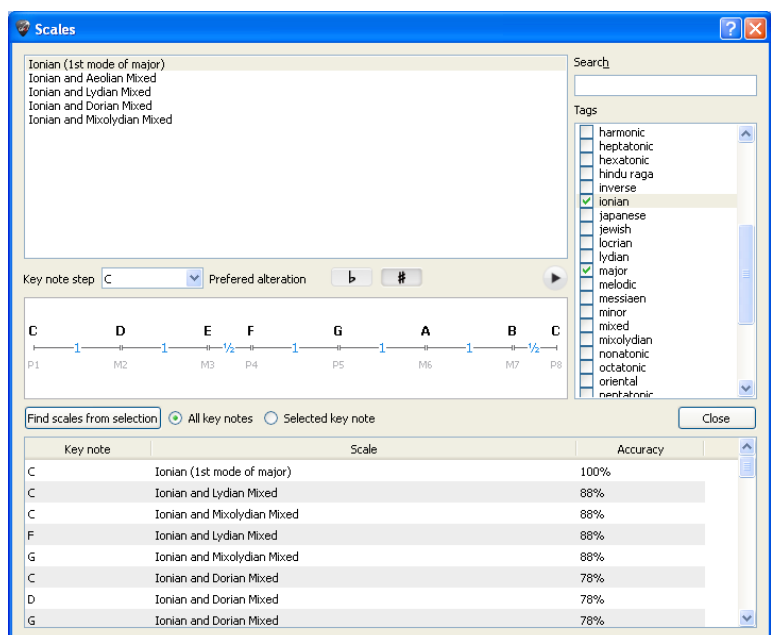 Scales
Ionian (1st mode of major)
Ionian and Aeolian Mixed
Ionian and Lydian Mixed
Ionian and Dorian Mixed
Ionian and Mixolydian Mixed
Search
Tags
harmonic
heptatonic
hexatonic
hindu raga
inverse
ionian
japanese
jewish
locrian
lydian
major
melodic
messiaen
minor
mixed
mixolydian
nonatonic
octatonic
oriental
pentatonic
Key note step C Prefered alteration ♭ #
C D E F G A B C
1 1 ½ 1 1 1 ½
P1 M2 M3 P4 P5 M6 M7 P8
Find scales from selection All key notes Selected key note Close
Key note Scale Accuracy
C Ionian (1st mode of major) 100%
C Ionian and Lydian Mixed 88%
C Ionian and Mixolydian Mixed 88%
F Ionian and Lydian Mixed 88%
G Ionian and Mixolydian Mixed 88%
C Ionian and Dorian Mixed 78%
D Ionian and Dorian Mixed 78%
G Ionian and Dorian Mixed 78%